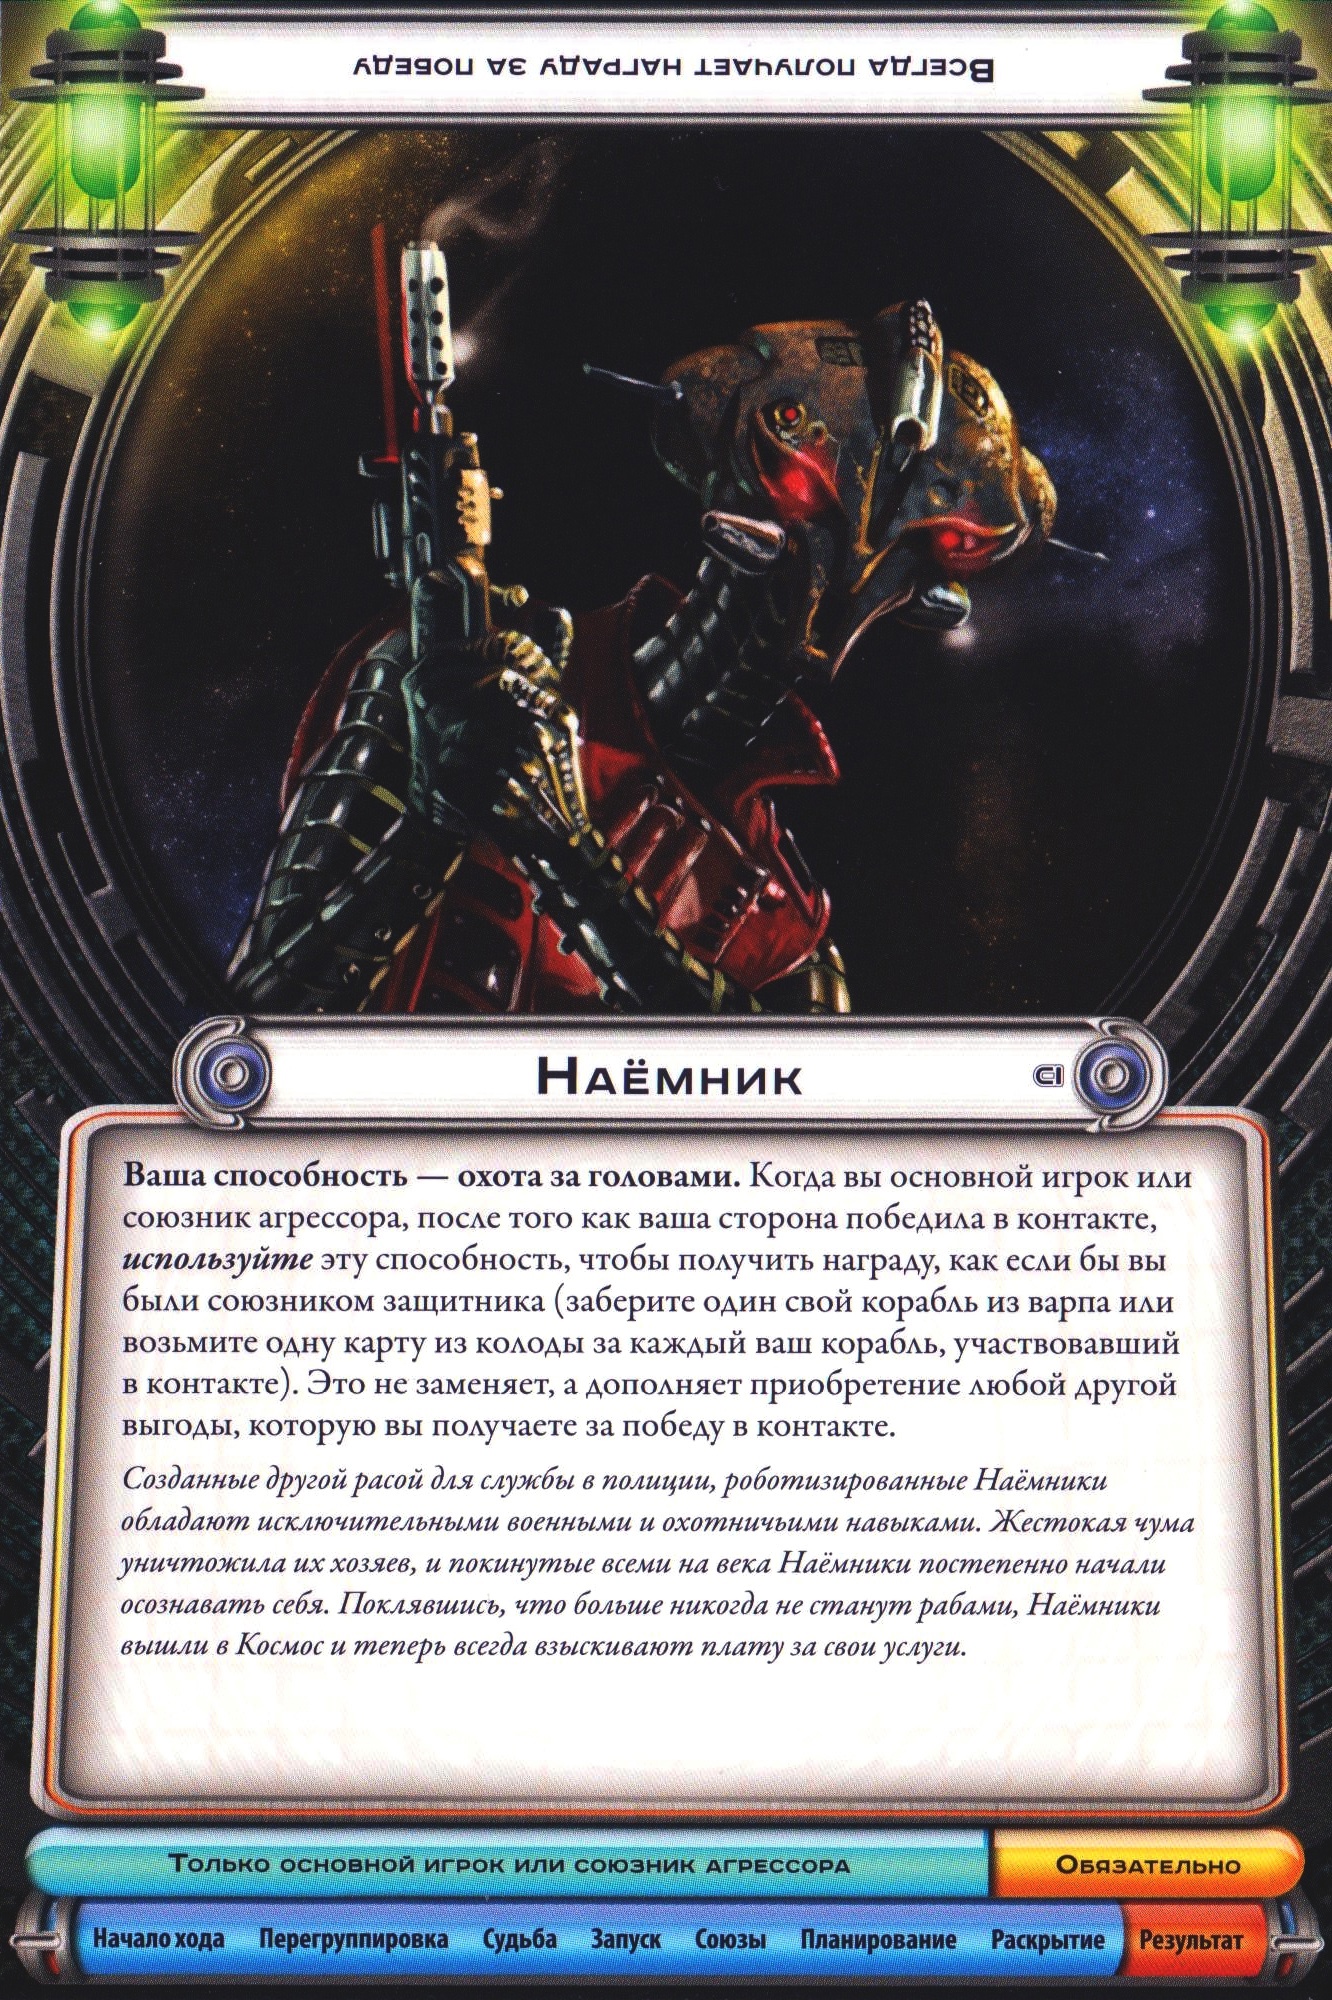 Всегда получает награду за победу
Наёмник
CI
Ваша способность — охота за головами. Когда вы основной игрок или
союзник агрессора, после того как ваша сторона победила в контакте,
используйте эту способность, чтобы получить награду, как если бы вы
были союзником защитника (заберите один свой корабль из варпа или
возьмите одну карту из колоды за каждый ваш корабль, участвовавший
в контакте). Это не заменяет, а дополняет приобретение любой другой
выгоды, которую вы получаете за победу в контакте.
Созданные другой расой для службы в полиции, роботизированные Наёмники
обладают исключительными военными и охотничьими навыками. Жестокая чума
уничтожила их хозяев, и покинутые всеми на века Наёмники постепенно начали
осознавать себя. Поклявшись, что больше никогда не станут рабами, Наёмники
вышли в Космос и теперь всегда взыскивают плату за свои услуги.
Только основной игрок или союзник агрессора Обязательно
Начало хода Перегруппировка Судьба Запуск Союзы Планирование Раскрытие Результат